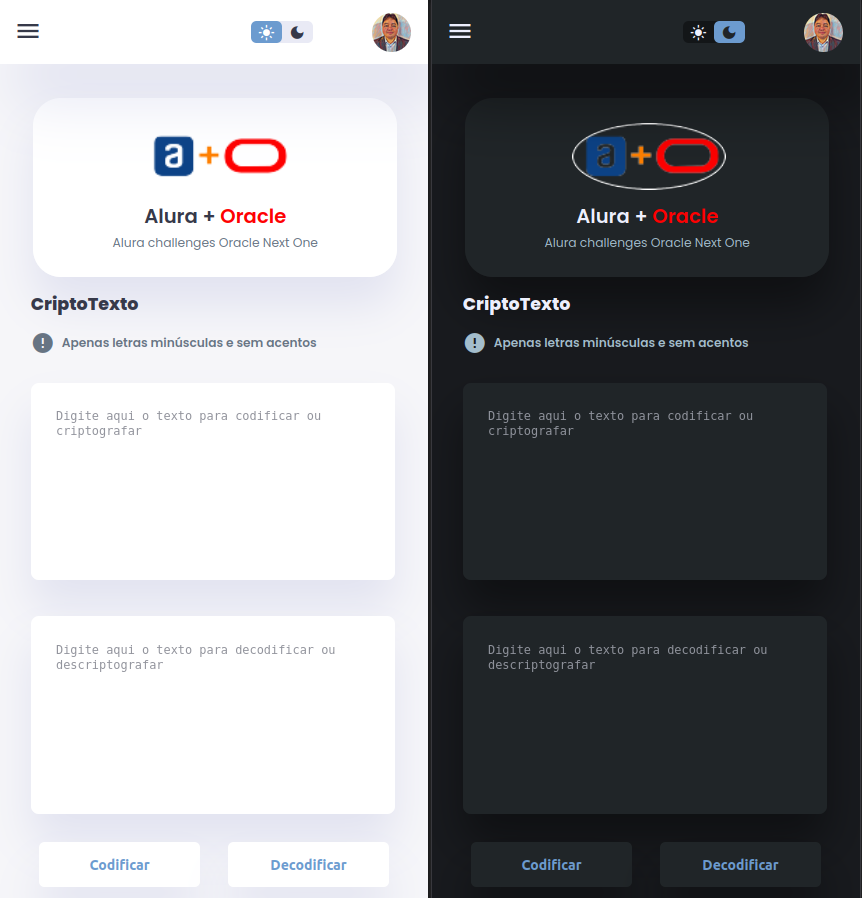 a +
Alura + Oracle
Alura challenges Oracle Next One
CriptoTexto
! Apenas letras minúsculas e sem acentos
Digite aqui o texto para codificar ou
criptografar
Digite aqui o texto para decodificar ou
descriptografar
Codificar Decodificar
a +
Alura + Oracle
Alura challenges Oracle Next One
CriptoTexto
! Apenas letras minúsculas e sem acentos
Digite aqui o texto para codificar ou
criptografar
Digite aqui o texto para decodificar ou
descriptografar
Codificar Decodificar